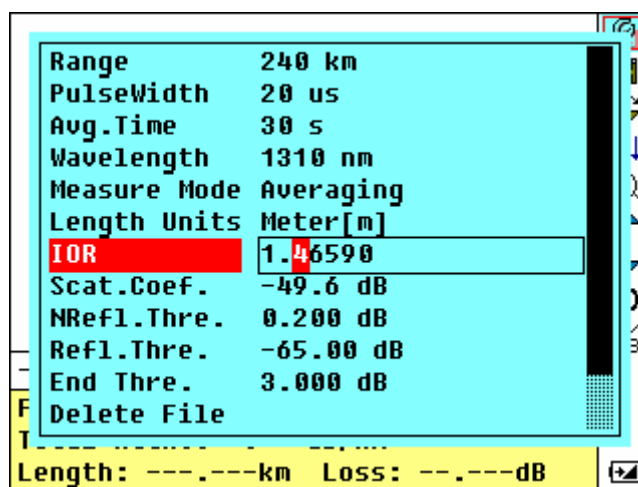 Range 240 km
PulseWidth 20 us
Avg.Time 30 s
Wavelength 1310 nm
Measure Mode Averaging
Length Units Meter[m]
IOR 1.46590
Scat.Coef. -49.6 dB
NRefl.Thre. 0.200 dB
Refl.Thre. -65.00 dB
End Thre. 3.000 dB
Delete File
Length: ---.---km Loss: --.---dB